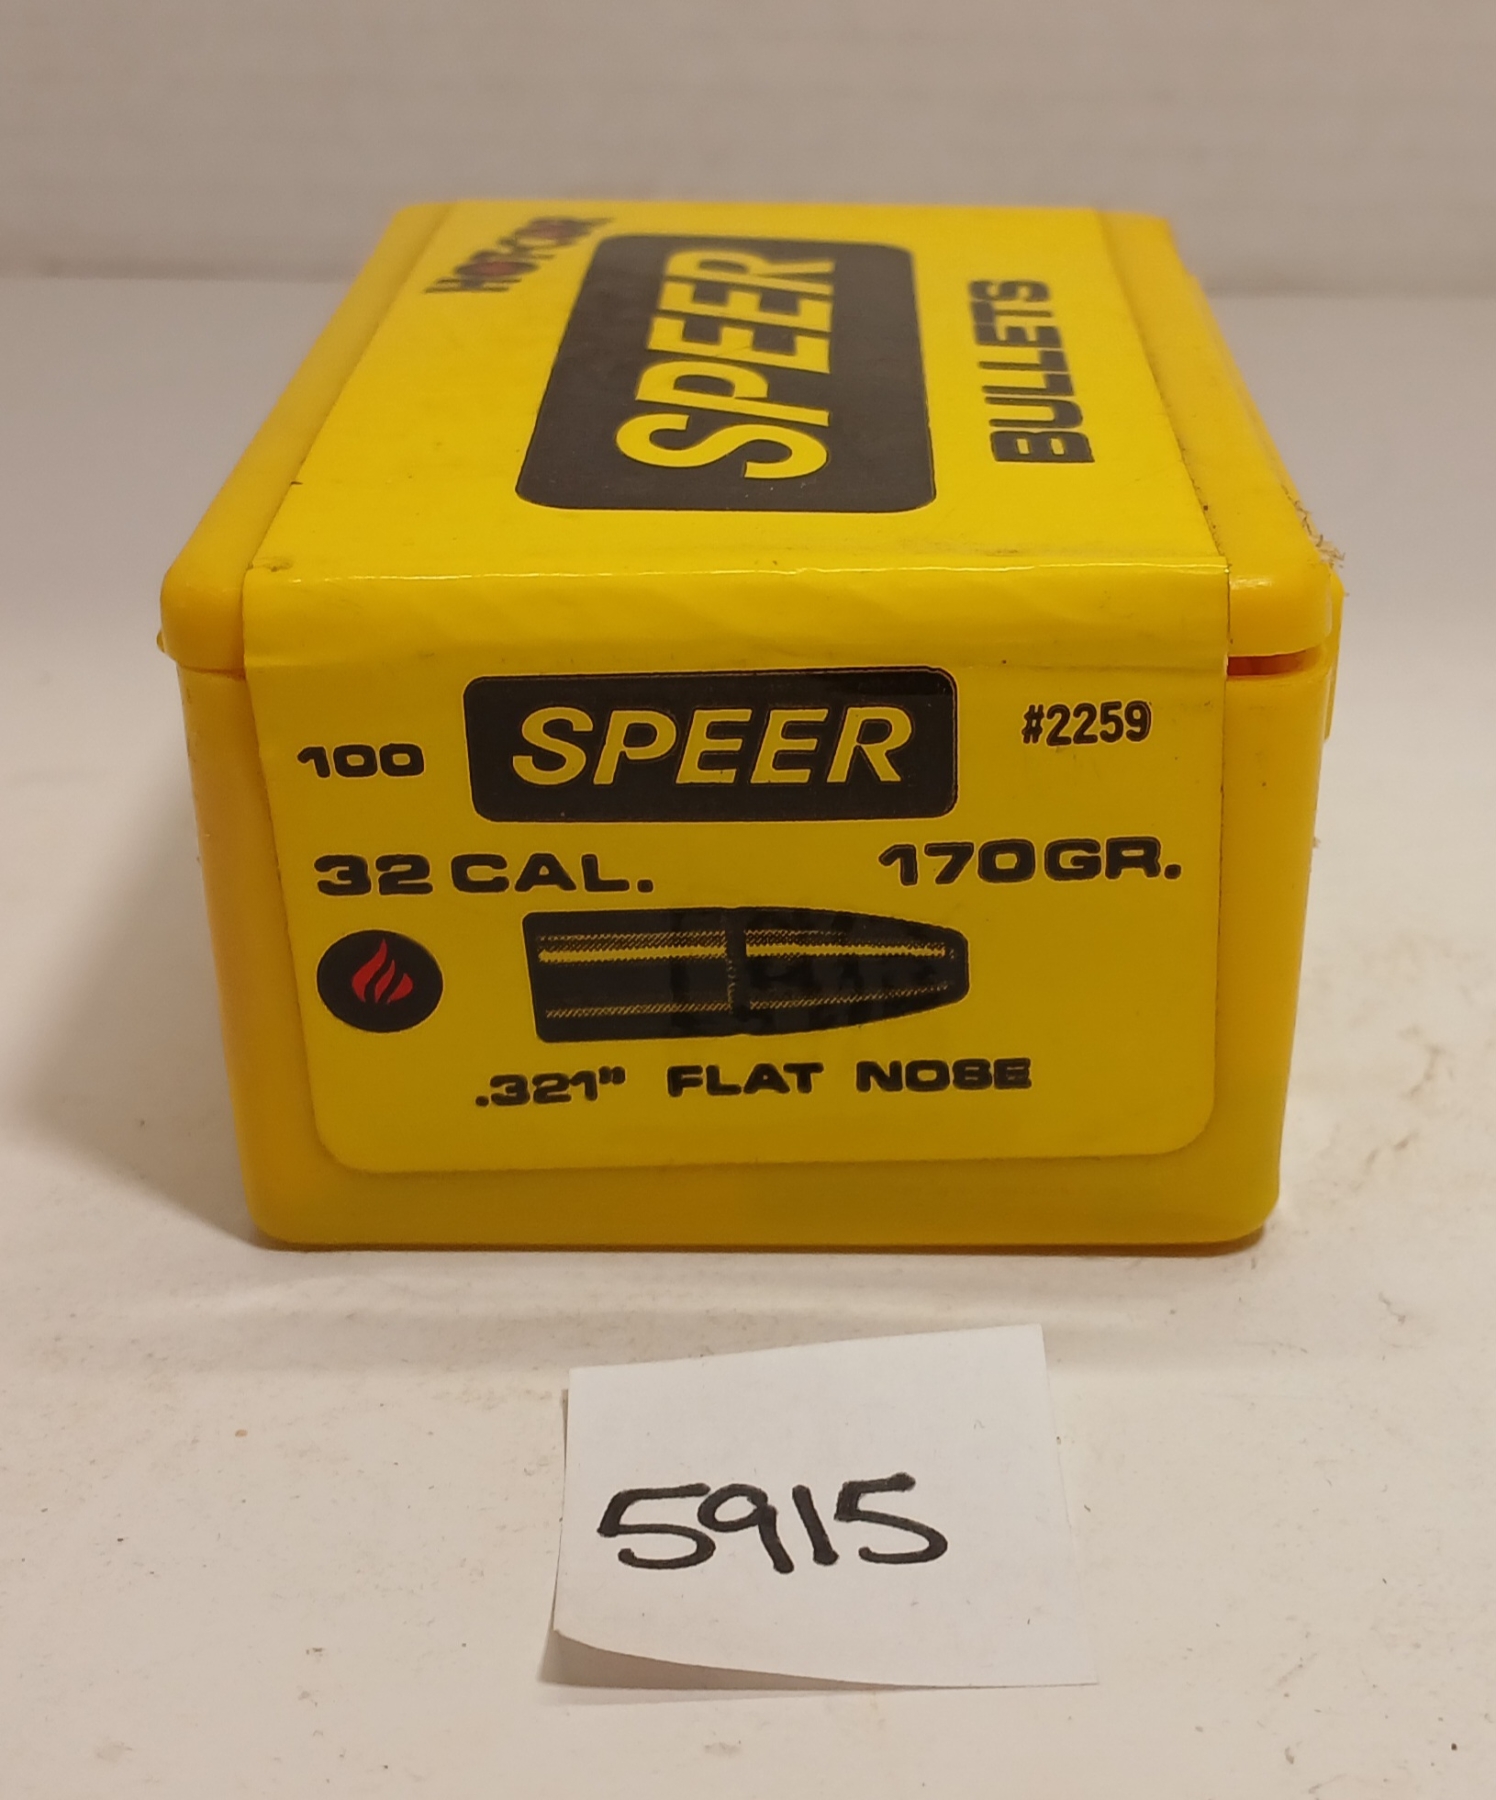 HOT-COR
SPEER
BULLETS
100 SPEER #2259
32 CAL. 170 GR.
.321" FLAT NOSE
5915